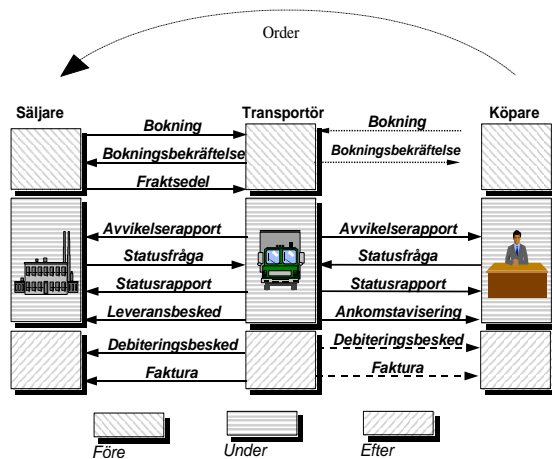 Order
Säljare
Transportör
Köpare
Bokning
Bokning
Bokningsbekräftelse
Bokningsbekräftelse
Fraktsedel
Avvikelserapport
Avvikelserapport
Statusfråga
Statusfråga
Statusrapport
Statusrapport
Leveransbesked
Ankomstavisering
Debiteringsbesked
Debiteringsbesked
Faktura
Faktura
Före
Under
Efter